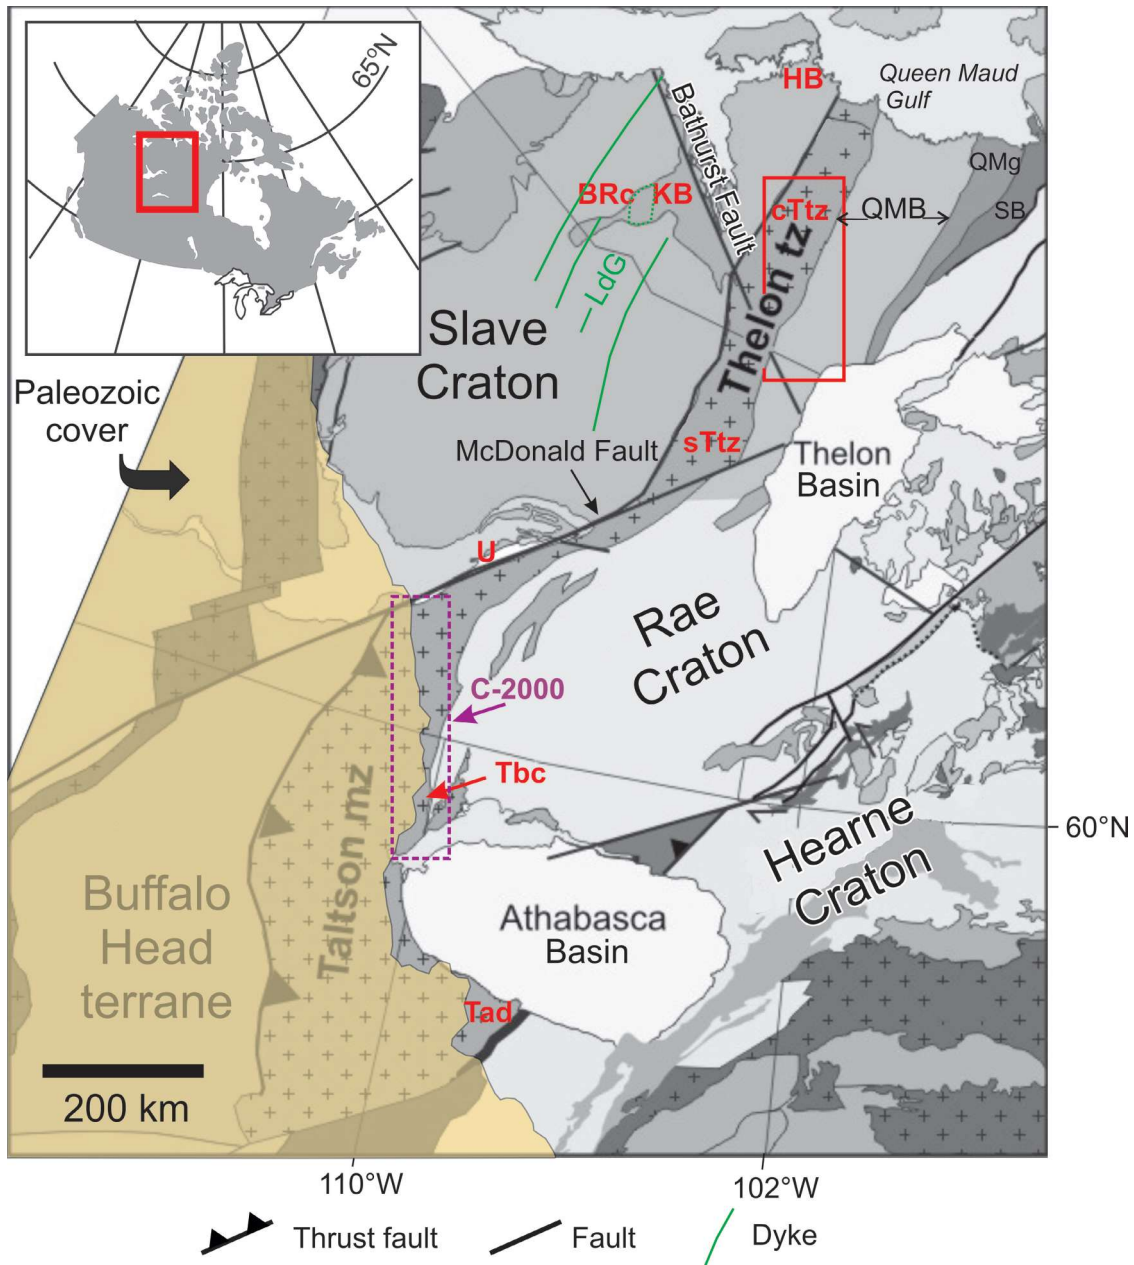 65°N
HB
Queen Maud
Gulf
Bathurst Fault
QMg
BRc
KB
cTtz
QMB
SB
LdG
Thelon tz
Slave
Craton
Paleozoic
cover
McDonald Fault
sTtz
Thelon
Basin
U
Rae
Craton
C-2000
Tbc
Taltson mz
60°N
Hearne
Craton
Buffalo
Head
terrane
Athabasca
Basin
Tad
200 km
110°W
102°W
Thrust fault
Fault
Dyke